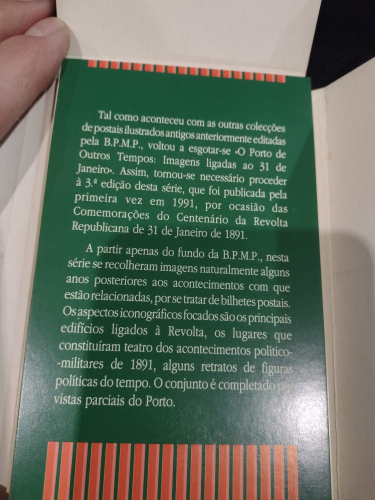 Tal como aconteceu com as outras colecções
de postais ilustrados antigos anteriormente editadas
pela B.P.M.P., voltou a esgotar-se «O Porto de
Outros Tempos: Imagens ligadas ao 31 de
Janeiro». Assim, tornou-se necessário proceder
à 3.ª edição desta série, que foi publicada pela
primeira vez em 1991, por ocasião das
Comemorações do Centenário da Revolta
Republicana de 31 de Janeiro de 1891.
A partir apenas do fundo da B.P.M.P., nesta
série se recolheram imagens naturalmente alguns
anos posteriores aos acontecimentos com que
estão relacionadas, por se tratar de bilhetes postais.
Os aspectos iconográficos focados são os principais
edifícios ligados à Revolta, os lugares que
constituíram teatro dos acontecimentos politico-
-militares de 1891, alguns retratos de figuras
políticas do tempo. O conjunto é completado por
vistas parciais do Porto.